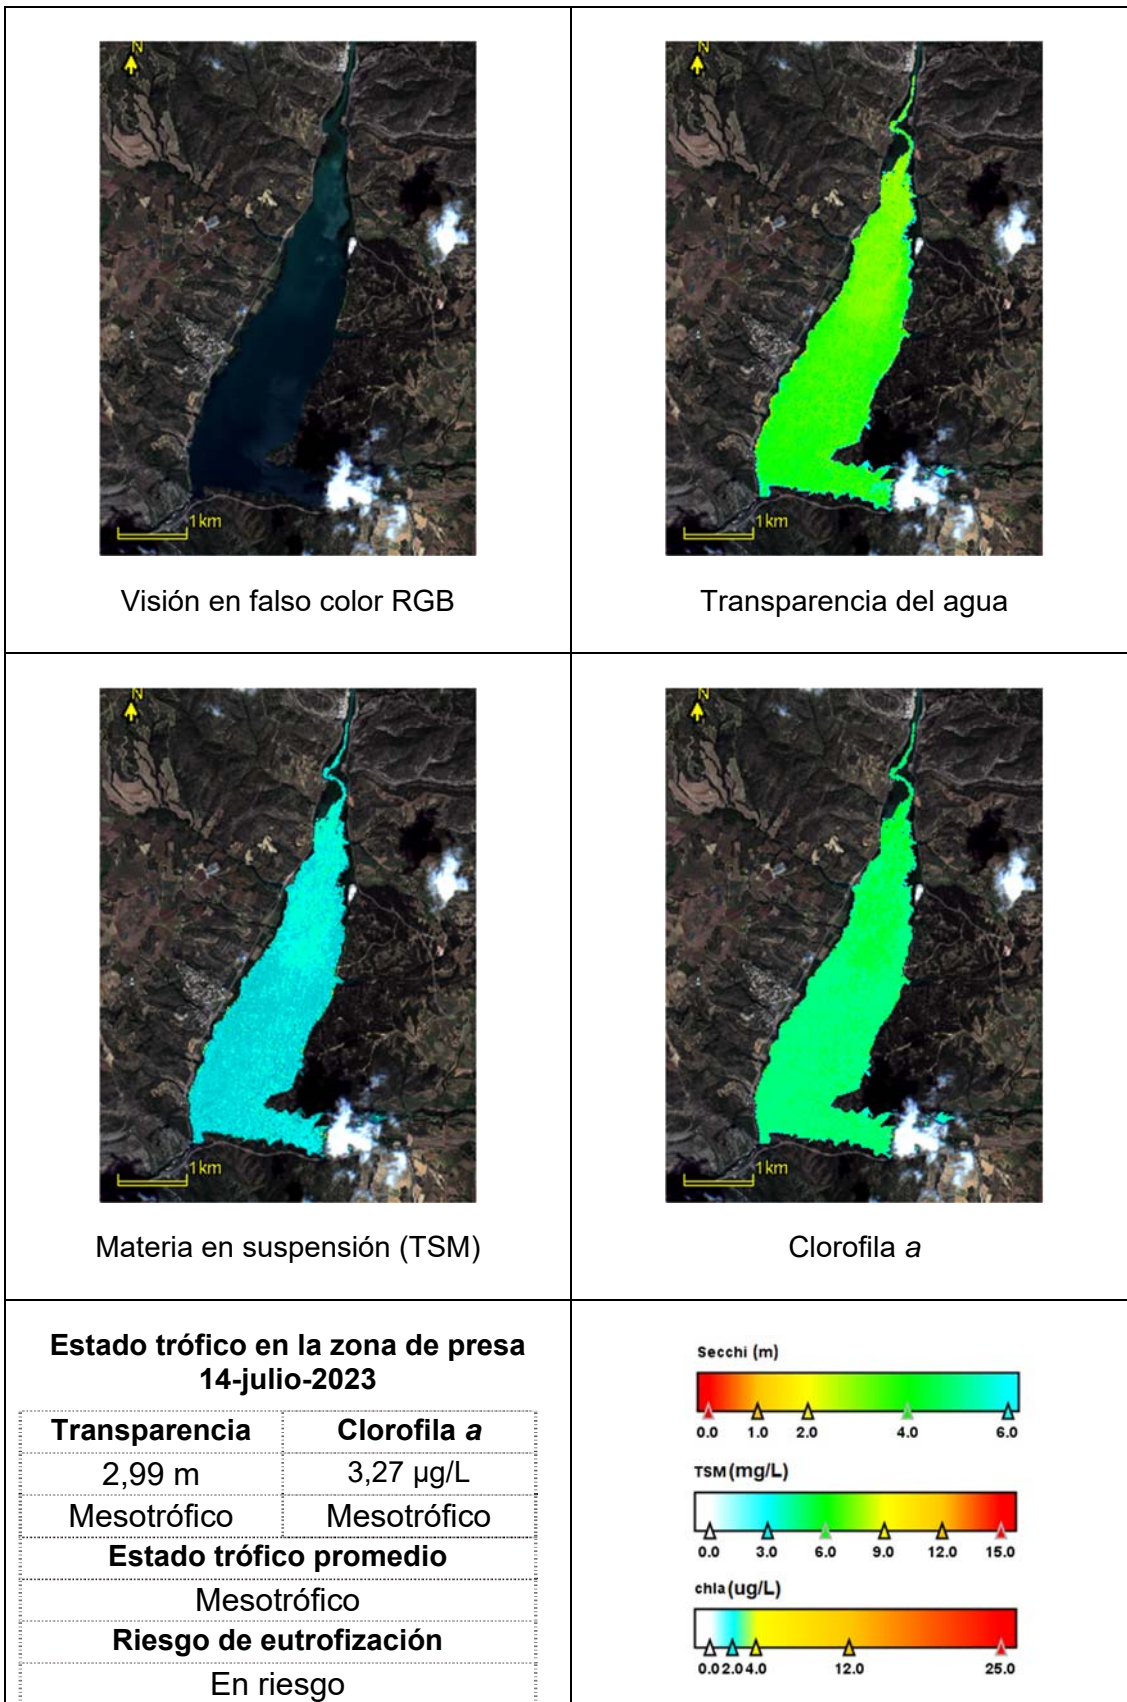 N
1km
Visión en falso color RGB
N
1km
Transparencia del agua
N
1km
Materia en suspensión (TSM)
N
1km
Clorofila a
Estado trófico en la zona de presa
14-julio-2023
Transparencia Clorofila a
2,99 m 3,27 µg/L
Mesotrófico Mesotrófico
Estado trófico promedio
Mesotrófico
Riesgo de eutrofización
En riesgo
Secchi (m)
0.0 1.0 2.0 4.0 6.0
TSM (mg/L)
0.0 3.0 6.0 9.0 12.0 15.0
chla (ug/L)
0.0 2.0 4.0 12.0 25.0